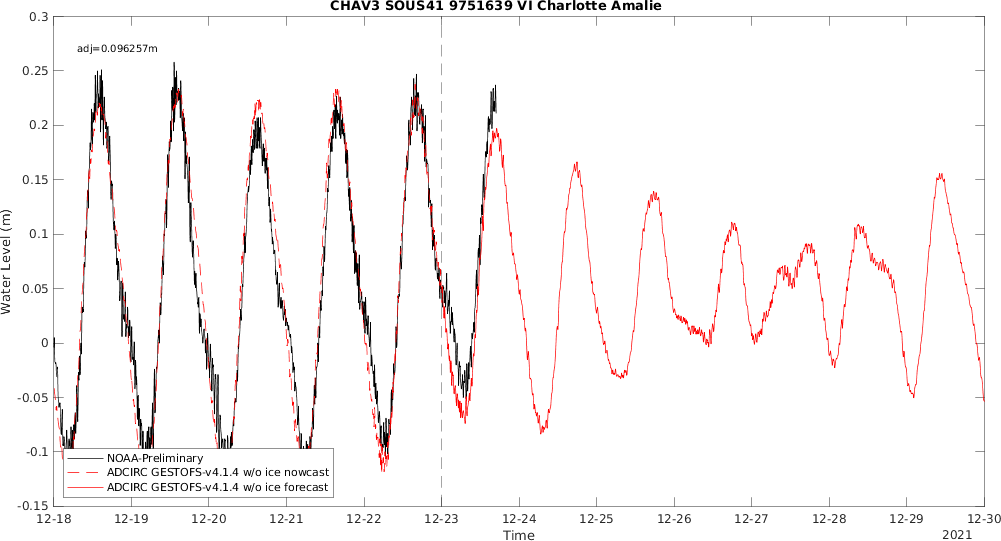 CHAV3 SOUS41 9751639 VI Charlotte Amalie
adj=0.096257m
Water Level (m)
0.3
0.25
0.2
0.15
0.1
0.05
0
-0.05
-0.1
-0.15
NOAA-Preliminary
ADCIRC GESTOFS-v4.1.4 w/o ice nowcast
ADCIRC GESTOFS-v4.1.4 w/o ice forecast
12-18 12-19 12-20 12-21 12-22 12-23 12-24 12-25 12-26 12-27 12-28 12-29 12-30
Time
2021